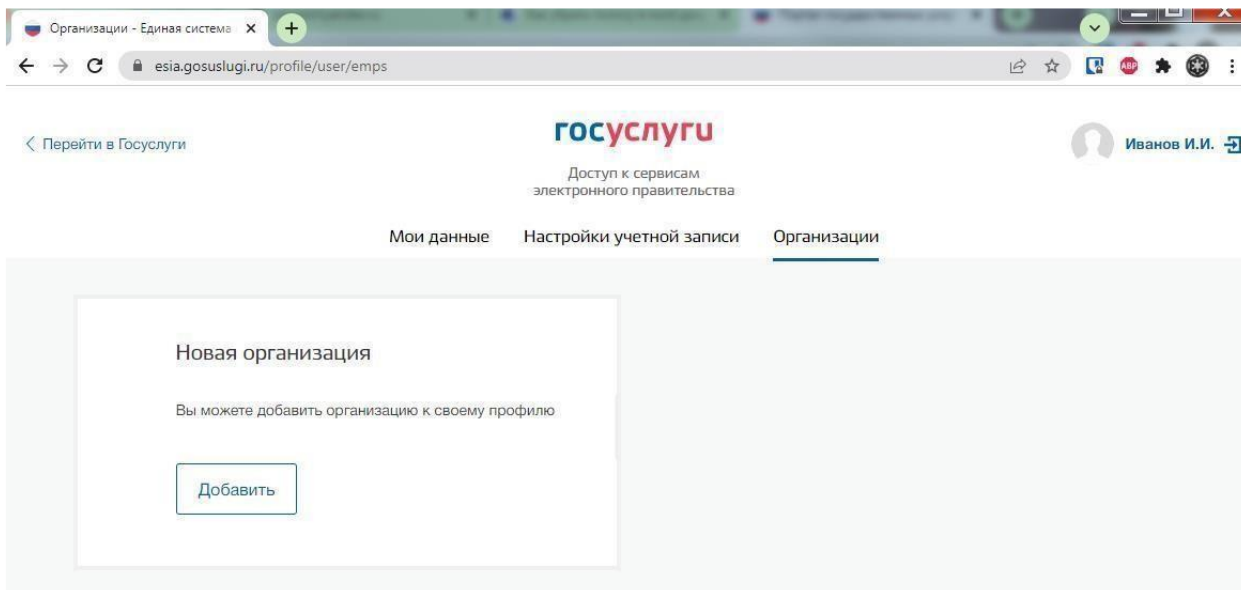 Организации - Единая система
esia.gosuslugi.ru/profile/user/emps
ABP
Перейти в Госуслуги
госуслуги
Иванов И.И.
Доступ к сервисам
электронного правительства
Мои данные Настройки учетной записи Организации
Новая организация
Вы можете добавить организацию к своему профилю
Добавить